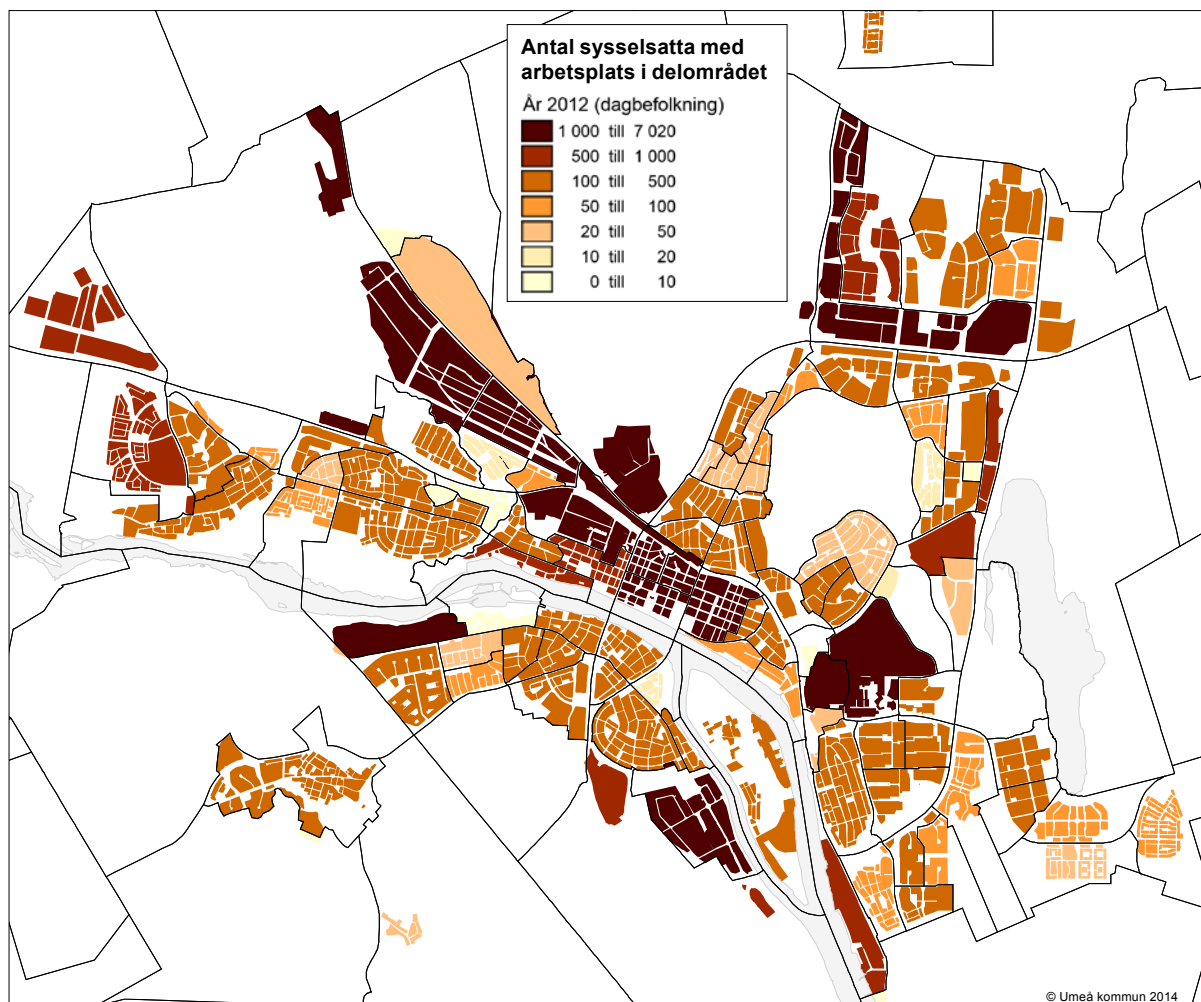 Antal sysselsatta med
arbetsplats i delområdet
År 2012 (dagbefolkning)
1 000 till 7 020
500 till 1 000
100 till 500
50 till 100
20 till 50
10 till 20
0 till 10
© Umeå kommun 2014